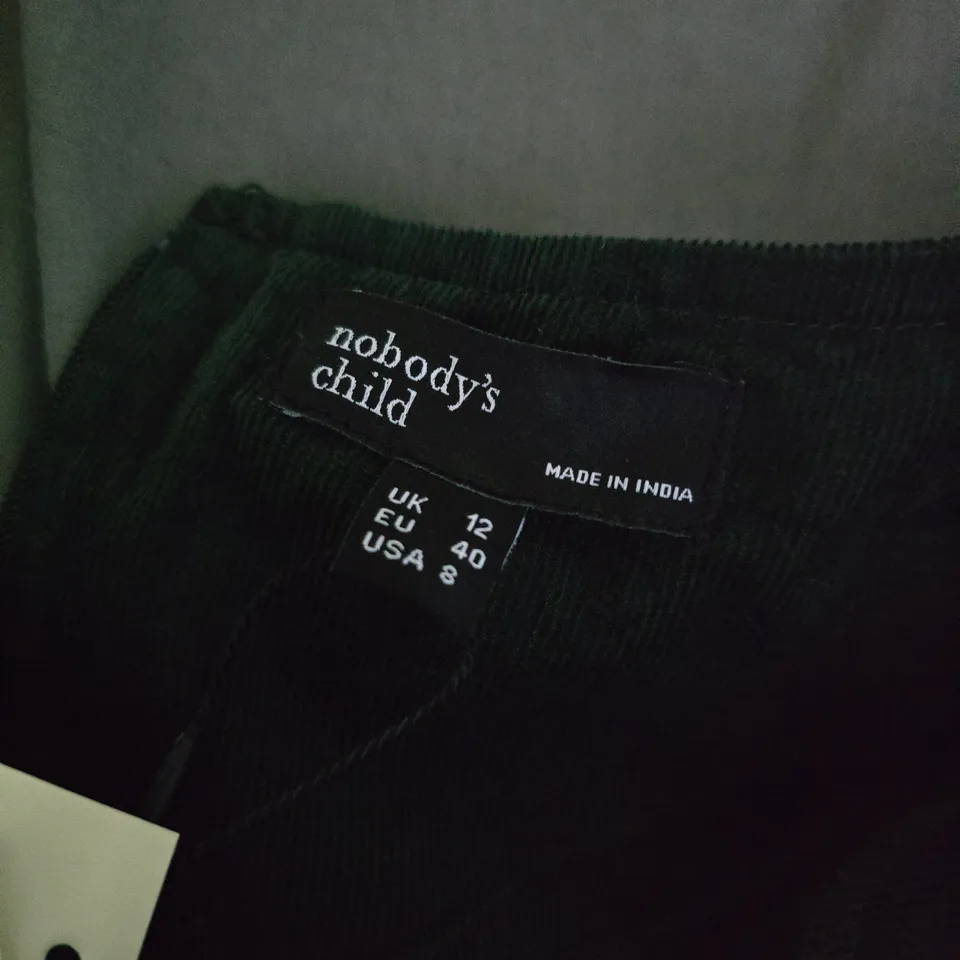 nobody's
child
MADE IN INDIA
UK 12
EU 40
USA 8